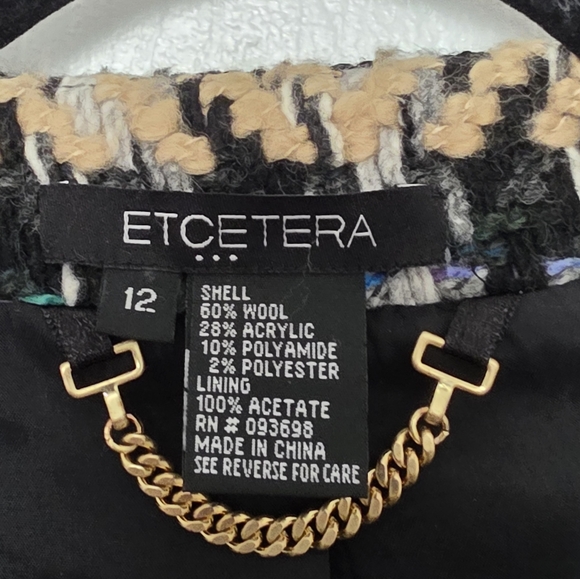 ETCETERA
12
SHELL
60% WOOL
28% ACRYLIC
10% POLYAMIDE
2% POLYESTER
LINING
100% ACETATE
RN # 093698
MADE IN CHINA
SEE REVERSE FOR CARE